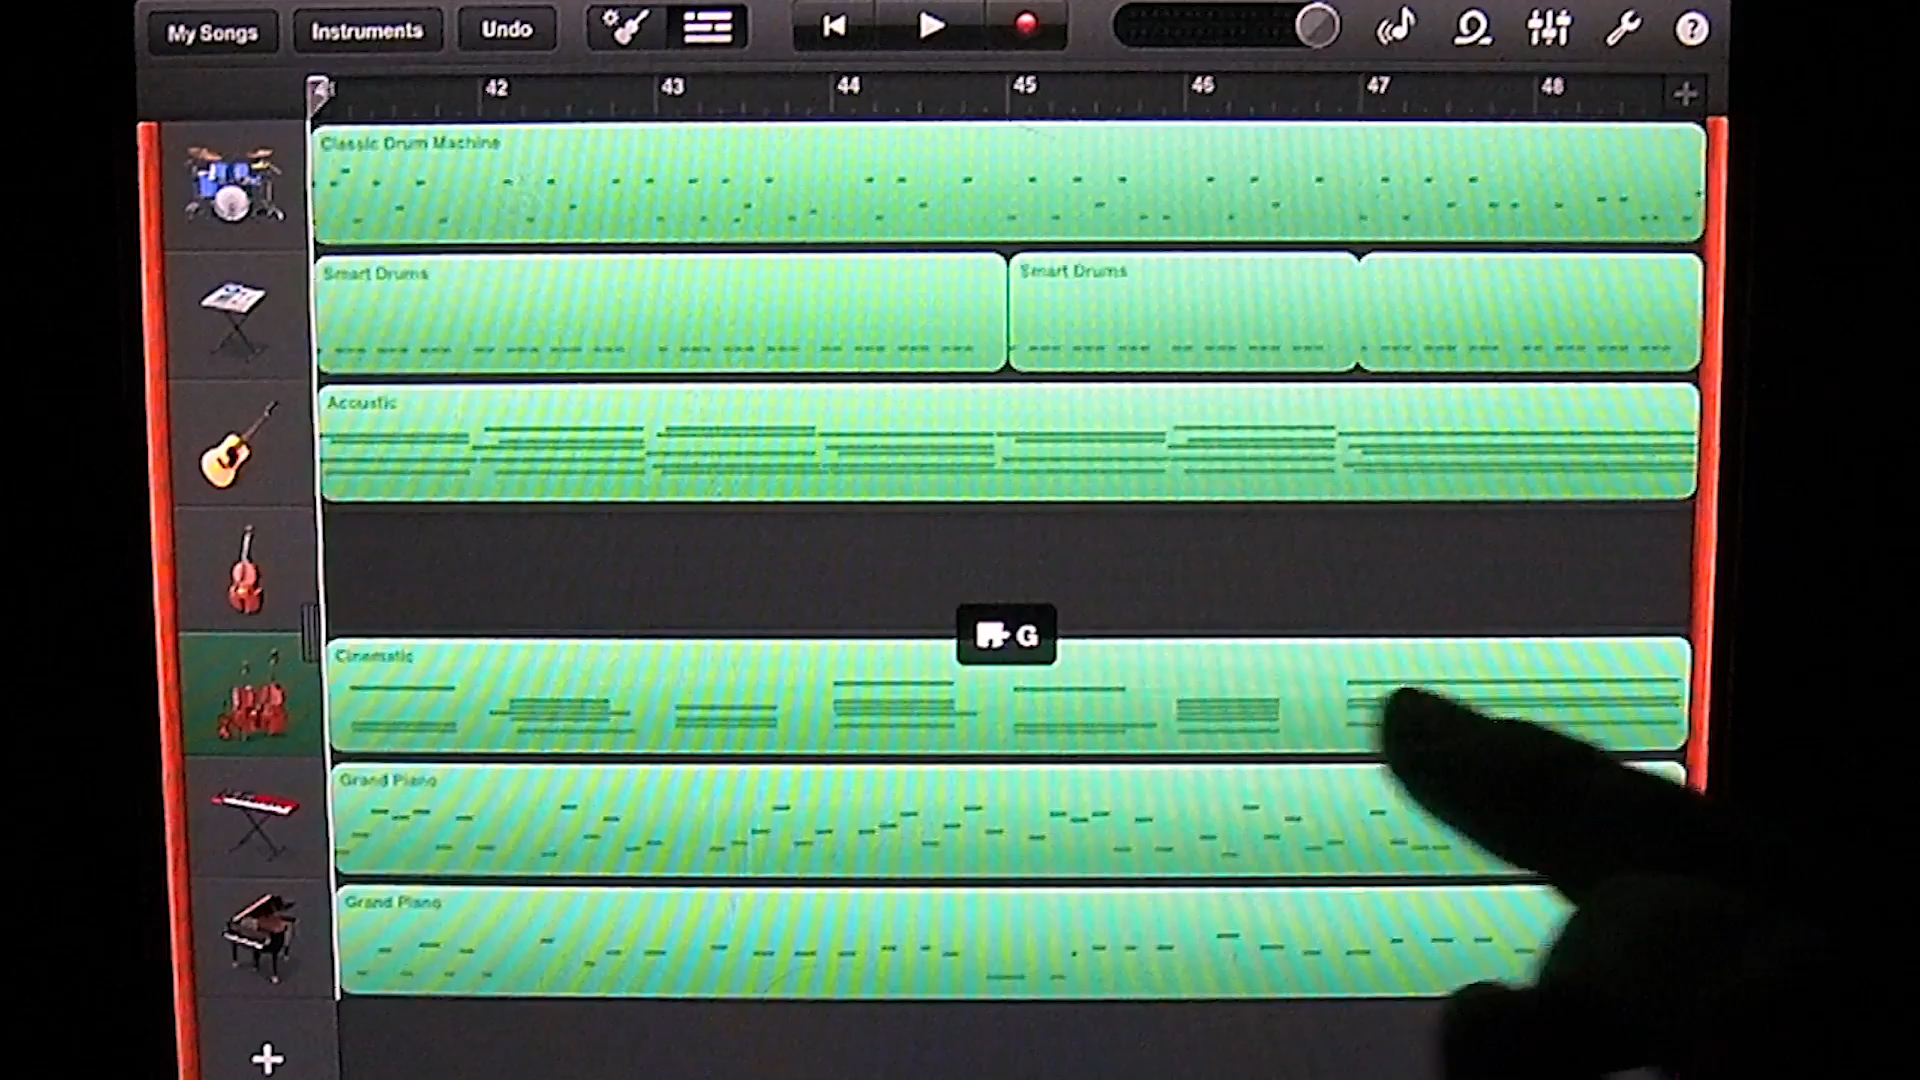 My Songs Instruments Undo ?
41 42 43 44 45 46 47 48 +
Classic Drum Machine
Smart Drums Smart Drums
Acoustic
G
Cinematic
Grand Piano
Grand Piano
+